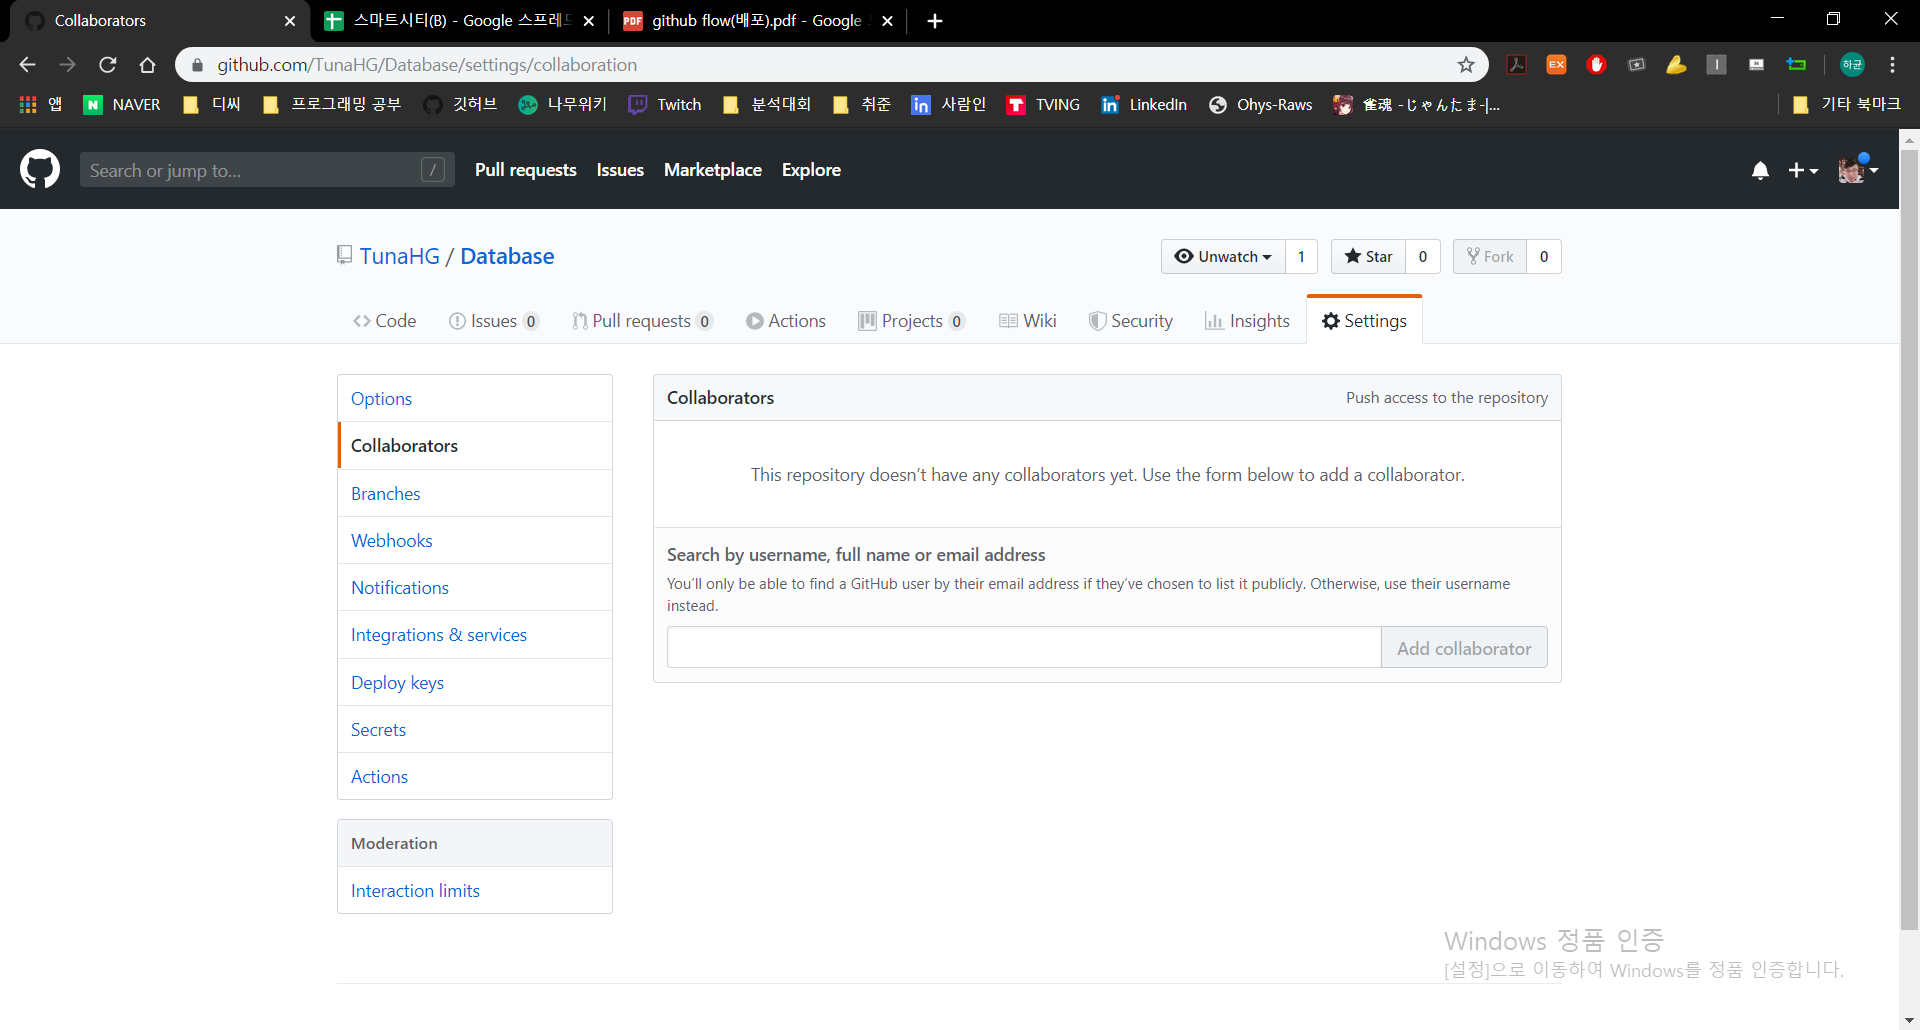 Collaborators
스마트시티(B) - Google 스프레드
github flow(배포).pdf - Google
github.com/TunaHG/Database/settings/collaboration
EX
하균
앱
NAVER
디씨
프로그래밍 공부
깃허브
나무위키
Twitch
분석대회
취준
사람인
TVING
LinkedIn
Ohys-Raws
雀魂 -じゃんたま-|...
기타 북마크
Search or jump to...
/
Pull requests
Issues
Marketplace
Explore
TunaHG / Database
Unwatch 1
Star 0
Fork 0
Code
Issues 0
Pull requests 0
Actions
Projects 0
Wiki
Security
Insights
Settings
Options
Collaborators
Branches
Webhooks
Notifications
Integrations & services
Deploy keys
Secrets
Actions
Moderation
Interaction limits
Collaborators
Push access to the repository
This repository doesn’t have any collaborators yet. Use the form below to add a collaborator.
Search by username, full name or email address
You’ll only be able to find a GitHub user by their email address if they’ve chosen to list it publicly. Otherwise, use their username
instead.
Add collaborator
Windows 정품 인증
[설정]으로 이동하여 Windows를 정품 인증합니다.